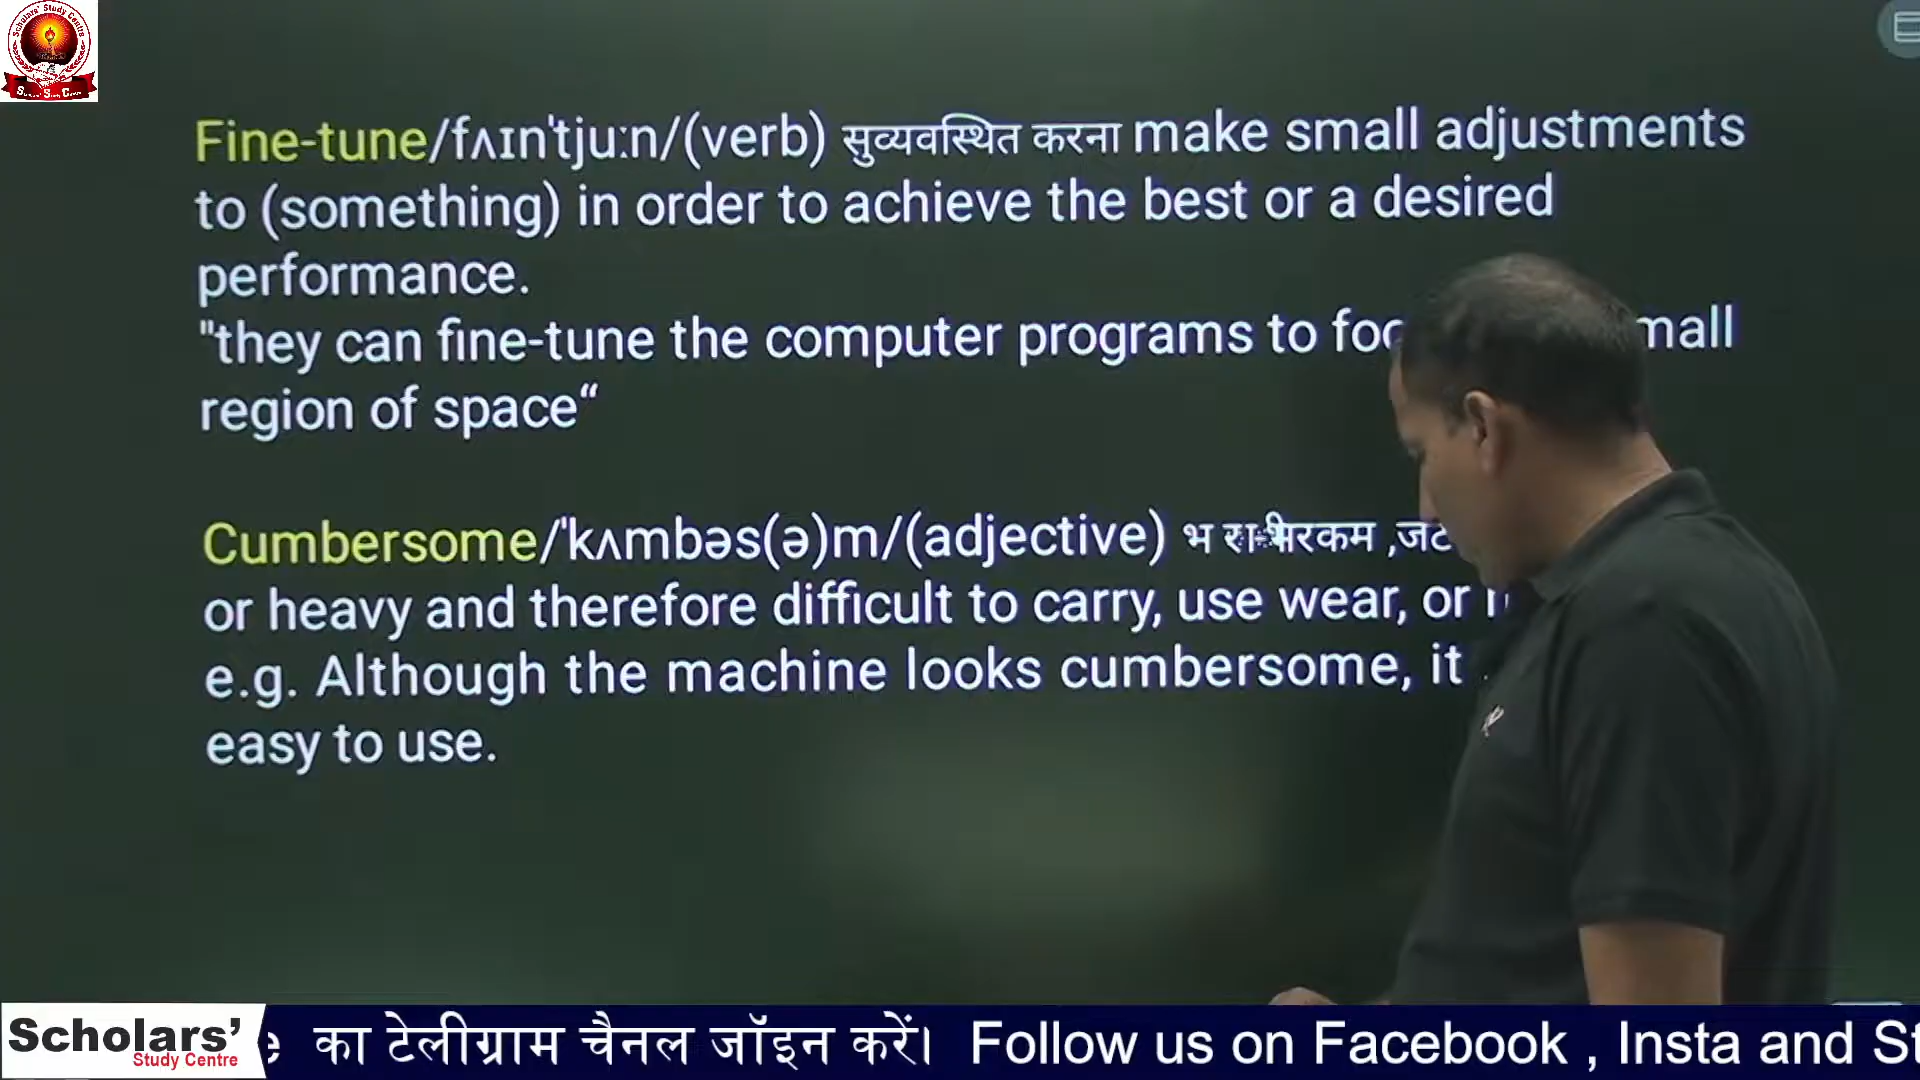 Scholars' Study Centre
Fine-tune/fʌɪn'tjuːn/(verb) सुव्यवस्थित करना make small adjustments
to (something) in order to achieve the best or a desired
performance.
"they can fine-tune the computer programs to
region of space“
Cumbersome/'kʌmbəs(ə)m/(adjective)
or heavy and therefore difficult to carry, use wear, or
e.g. Although the machine looks cumbersome, it
easy to use.
Scholars’
Study Centre
का टेलीग्राम चैनल जॉइन करें। Follow us on Facebook , Insta and